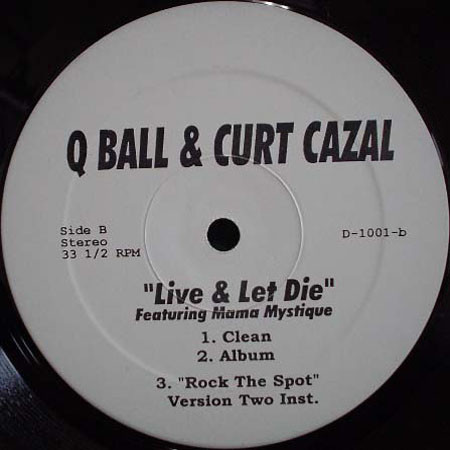 Q BALL & CURT CAZAL
Side B
Stereo
33 1/2 RPM
D-1001-b
"Live & Let Die"
Featuring Mama Mystique
1. Clean
2. Album
3. "Rock The Spot"
Version Two Inst.